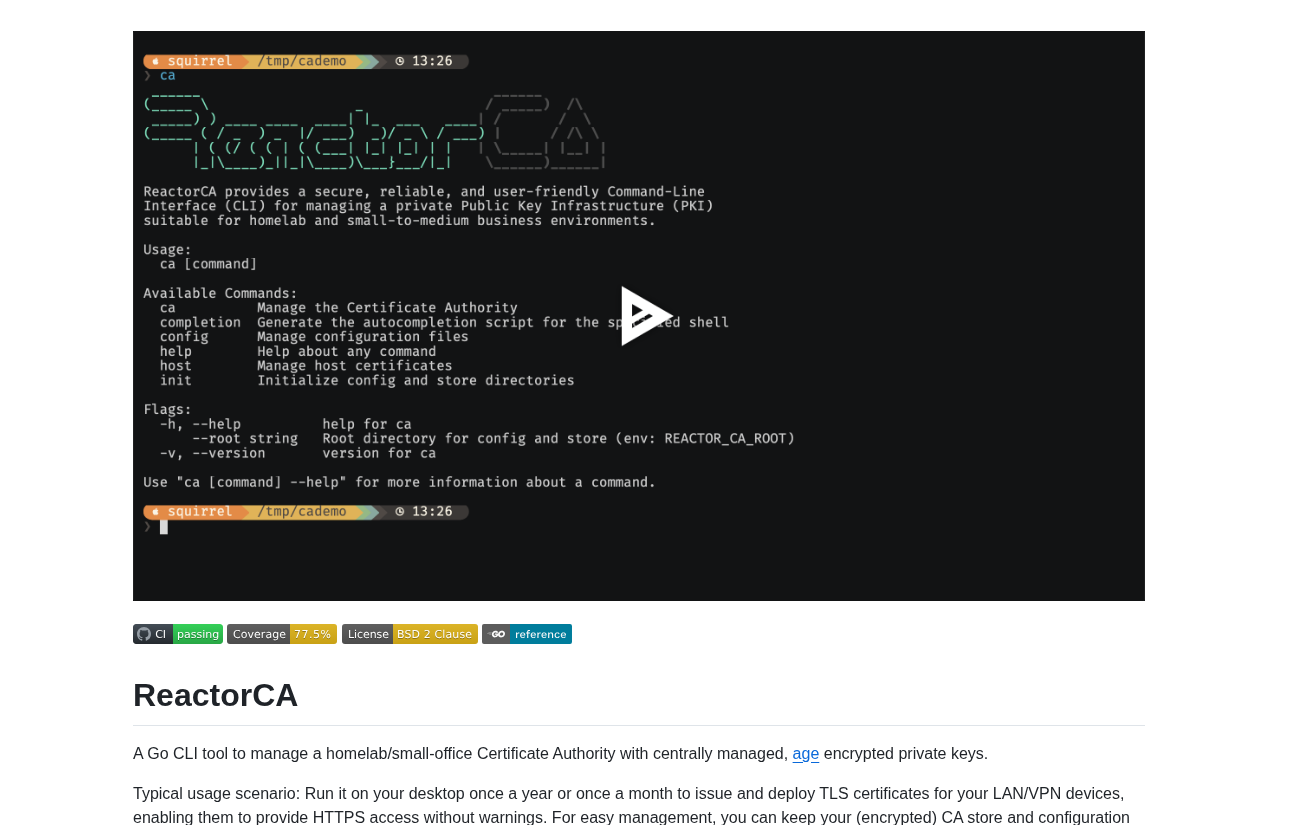 squirrel /tmp/cademo 13:26
❯ ca
ReactorCA
ReactorCA provides a secure, reliable, and user-friendly Command-Line
Interface (CLI) for managing a private Public Key Infrastructure (PKI)
suitable for homelab and small-to-medium business environments.
Usage:
ca [command]
Available Commands:
ca Manage the Certificate Authority
completion Generate the autocompletion script for the shell
config Manage configuration files
help Help about any command
host Manage host certificates
init Initialize config and store directories
Flags:
-h, --help help for ca
--root string Root directory for config and store (env: REACTOR_CA_ROOT)
-v, --version version for ca
Use "ca [command] --help" for more information about a command.
squirrel /tmp/cademo 13:26
❯
CI passing Coverage 77.5% License BSD 2 Clause GO reference
ReactorCA
A Go CLI tool to manage a homelab/small-office Certificate Authority with centrally managed, age encrypted private keys.
Typical usage scenario: Run it on your desktop once a year or once a month to issue and deploy TLS certificates for your LAN/VPN devices,
enabling them to provide HTTPS access without warnings. For easy management, you can keep your (encrypted) CA store and configuration